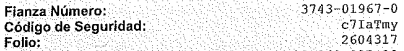 Fianza Número: 3743-01967-0
Código de Seguridad: c7IaTmy
Folio: 2604317